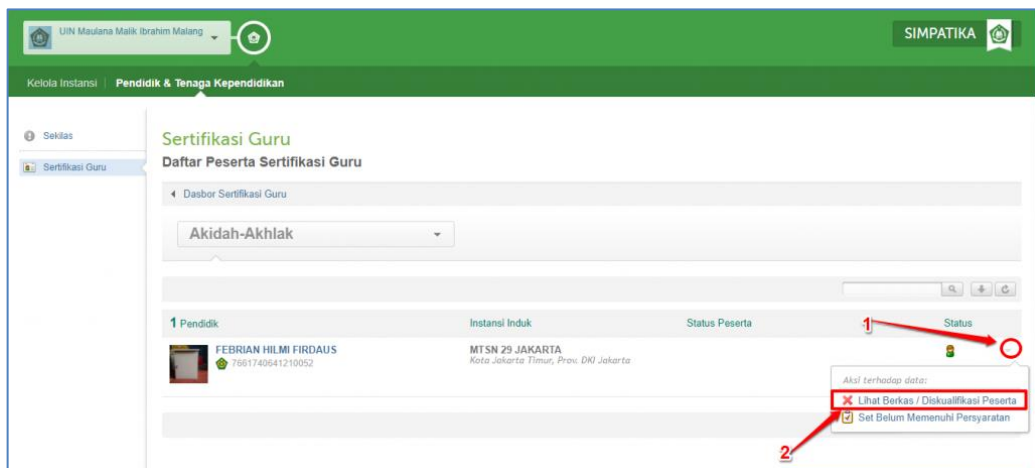 UIN Maulana Malik Ibrahim Malang
SIMPATIKA
Kelola Instansi | Pendidik & Tenaga Kependidikan
Sekilas
Sertifikasi Guru
Sertifikasi Guru
Daftar Peserta Sertifikasi Guru
Dasbor Sertifikasi Guru
Akidah-Akhlak
1 Pendidik Instansi Induk Status Peserta 1 Status
FEBRIAN HILMI FIRDAUS MTSN 29 JAKARTA
7661740641210052 Kota Jakarta Timur, Prov. DKI Jakarta
Aksi terhadap data:
Lihat Berkas / Diskualifikasi Peserta
Set Belum Memenuhi Persyaratan
2